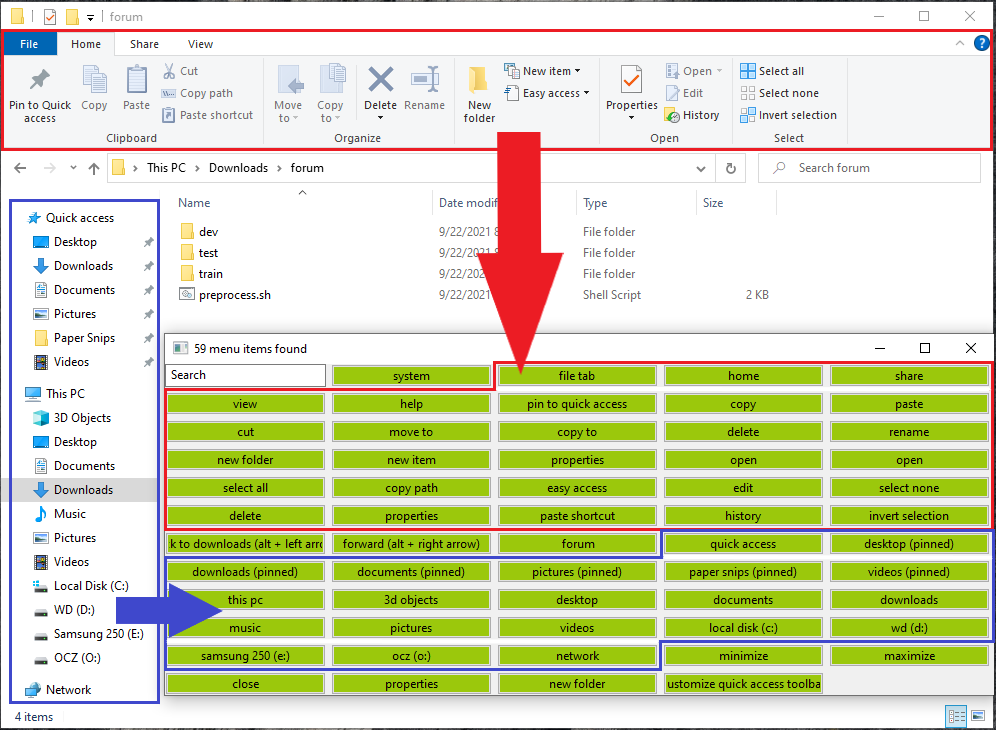 forum
File Home Share View
Pin to Quick access
Copy
Paste
Cut
Copy path
Paste shortcut
Clipboard
Move to
Copy to
Delete
Rename
Organize
New folder
New item
Easy access
Properties
Open
Edit
History
Open
Select all
Select none
Invert selection
Select
This PC > Downloads > forum
Search forum
Name Date modif Type Size
dev 9/22/2021 File folder
test 9/22/2021 File folder
train 9/22/2021 File folder
preprocess.sh 9/22/2021 Shell Script 2 KB
Quick access
Desktop
Downloads
Documents
Pictures
Paper Snips
Videos
This PC
3D Objects
Desktop
Documents
Downloads
Music
Pictures
Videos
Local Disk (C:)
WD (D:)
Samsung 250 (E:)
OCZ (O:)
Network
4 items
59 menu items found
Search system file tab home share
view help pin to quick access copy paste
cut move to copy to delete rename
new folder new item properties open open
select all copy path easy access edit select none
delete properties paste shortcut history invert selection
k to downloads (alt + left arro forward (alt + right arrow) forum quick access desktop (pinned)
downloads (pinned) documents (pinned) pictures (pinned) paper snips (pinned) videos (pinned)
this pc 3d objects desktop documents downloads
music pictures videos local disk (c:) wd (d:)
samsung 250 (e:) ocz (o:) network minimize maximize
close properties new folder ustomize quick access toolba